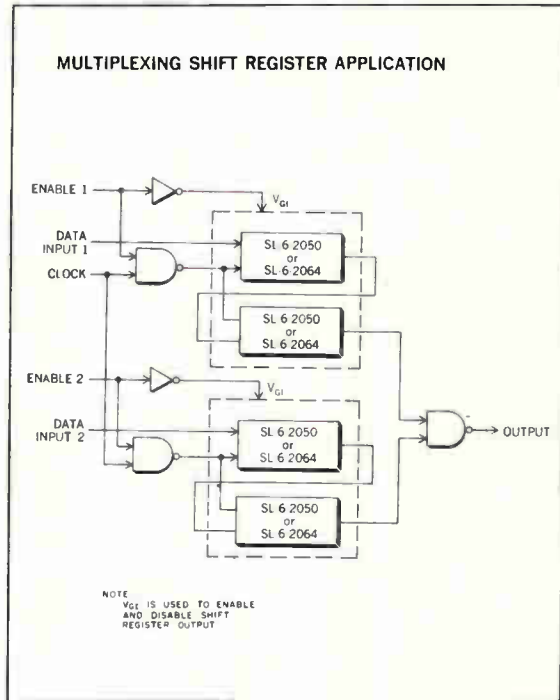 MULTIPLEXING SHIFT REGISTER APPLICATION
ENABLE 1
VGI
DATA
INPUT 1
SL 6 2050
or
SL 6 2064
CLOCK
SL 6 2050
or
SL 6 2064
ENABLE 2
VGI
DATA
INPUT 2
SL 6 2050
or
SL 6 2064
OUTPUT
SL 6 2050
or
SL 6 2064
NOTE
VGI IS USED TO ENABLE
AND DISABLE SHIFT
REGISTER OUTPUT